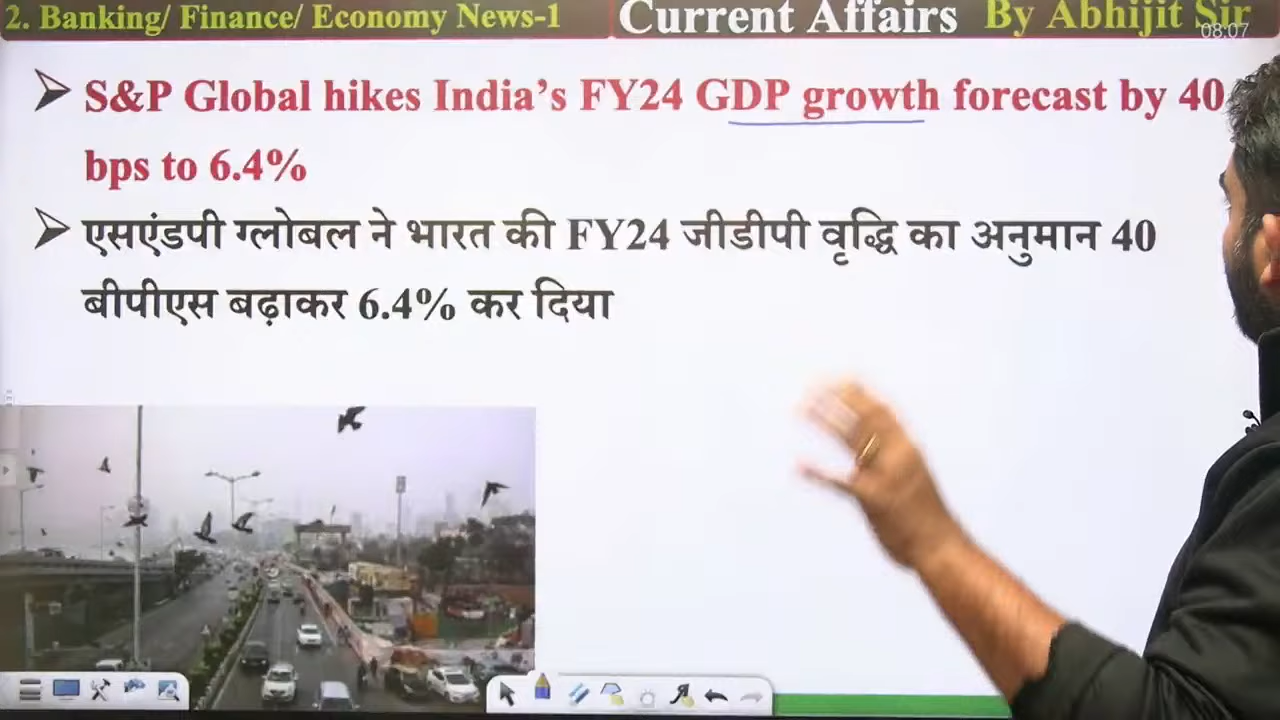 2. Banking/ Finance/ Economy News-1
Current Affairs By Abhijit Sir
08:07
S&P Global hikes India's FY24 GDP growth forecast by 40
bps to 6.4%
एसएंडपी ग्लोबल ने भारत की FY24 जीडीपी वृद्धि का अनुमान 40
बीपीएस बढ़ाकर 6.4% कर दिया